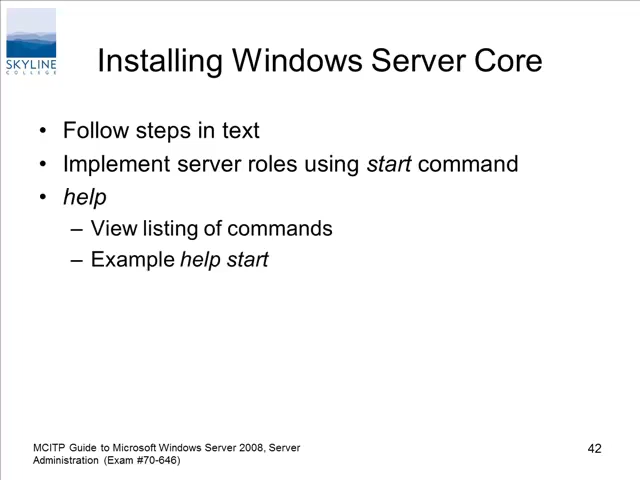 SKYLINE
COLLEGE
Installing Windows Server Core
• Follow steps in text
• Implement server roles using start command
• help
– View listing of commands
– Example help start
MCITP Guide to Microsoft Windows Server 2008, Server
Administration (Exam #70-646)
42